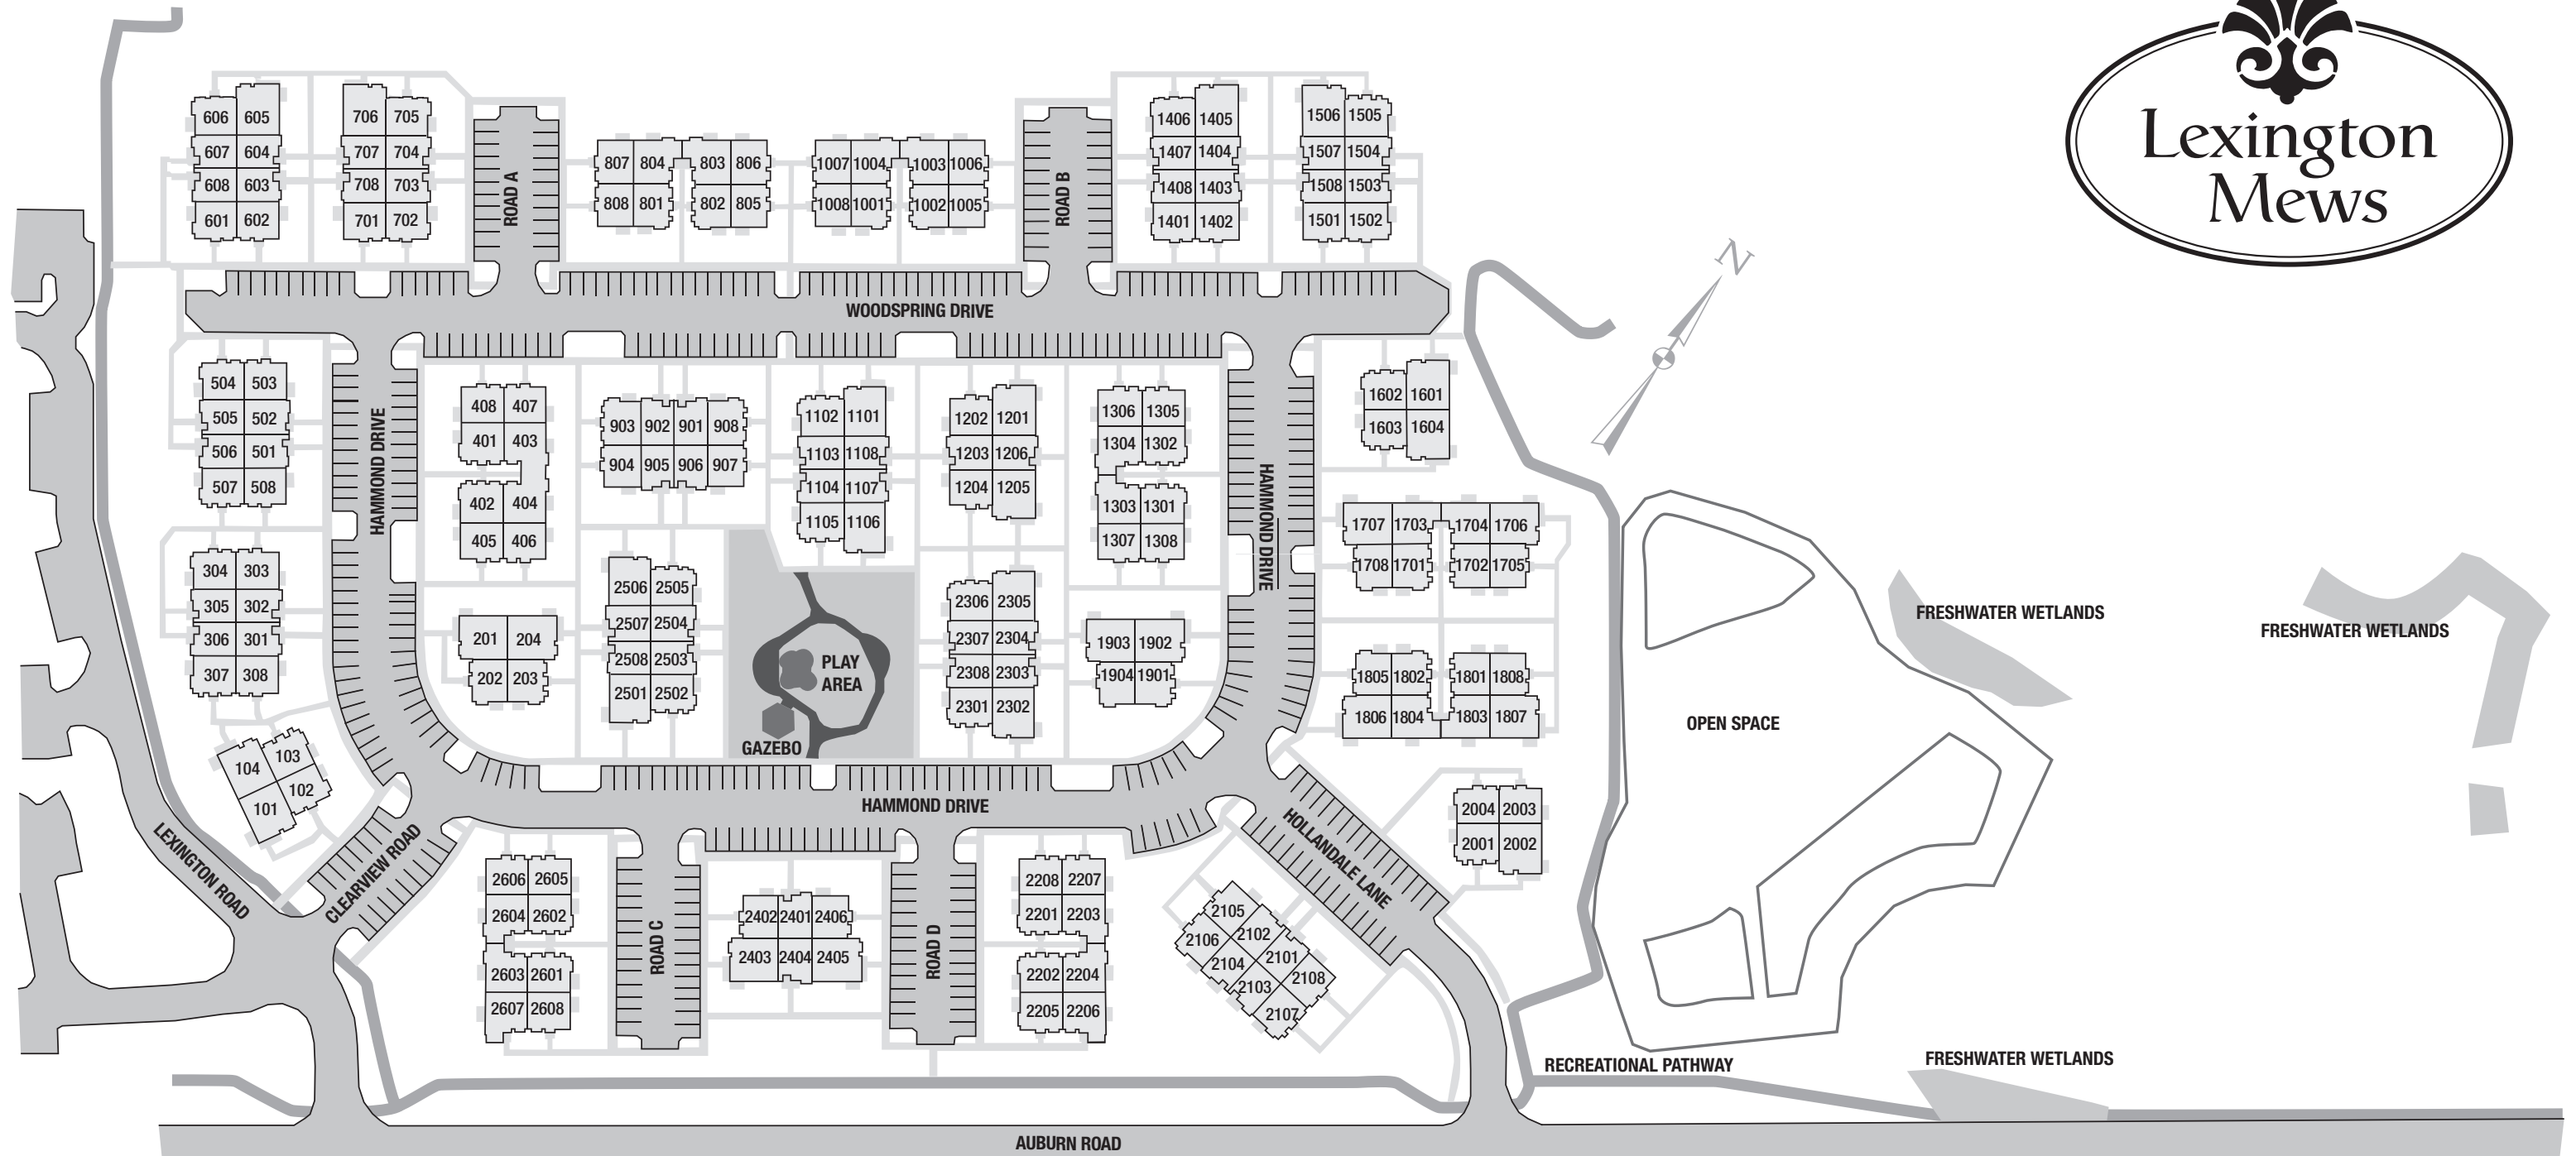 Lexington
Mews
N
606 605
607 604
608 603
601 602
706 705
707 704
708 703
701 702
ROAD A
807 804 803 806
808 801 802 805
1007 1004 1003 1006
1008 1001 1002 1005
ROAD B
1406 1405
1407 1404
1408 1403
1401 1402
1506 1505
1507 1504
1508 1503
1501 1502
WOODSPRING DRIVE
504 503
505 502
506 501
507 508
HAMMOND DRIVE
408 407
401 403
402 404
405 406
903 902 901 908
904 905 906 907
1102 1101
1103 1108
1104 1107
1105 1106
1202 1201
1203 1206
1204 1205
1306 1305
1304 1302
1303 1301
1307 1308
HAMMOND DRIVE
1602 1601
1603 1604
1707 1703 1704 1706
1708 1701 1702 1705
304 303
305 302
306 301
307 308
201 204
202 203
2506 2505
2507 2504
2508 2503
2501 2502
PLAY
AREA
GAZEBO
2306 2305
2307 2304
2308 2303
2301 2302
1903 1902
1904 1901
1805 1802 1801 1808
1806 1804 1803 1807
FRESHWATER WETLANDS
FRESHWATER WETLANDS
OPEN SPACE
104 103
101 102
HAMMOND DRIVE
LEXINGTON ROAD
CLEARVIEW ROAD
HOLLANDALE LANE
2004 2003
2001 2002
2606 2605
2604 2602
2603 2601
2607 2608
ROAD C
2402 2401 2406
2403 2404 2405
ROAD D
2208 2207
2201 2203
2202 2204
2205 2206
2105
2106 2102
2104 2101
2103 2108
2107
RECREATIONAL PATHWAY
FRESHWATER WETLANDS
AUBURN ROAD